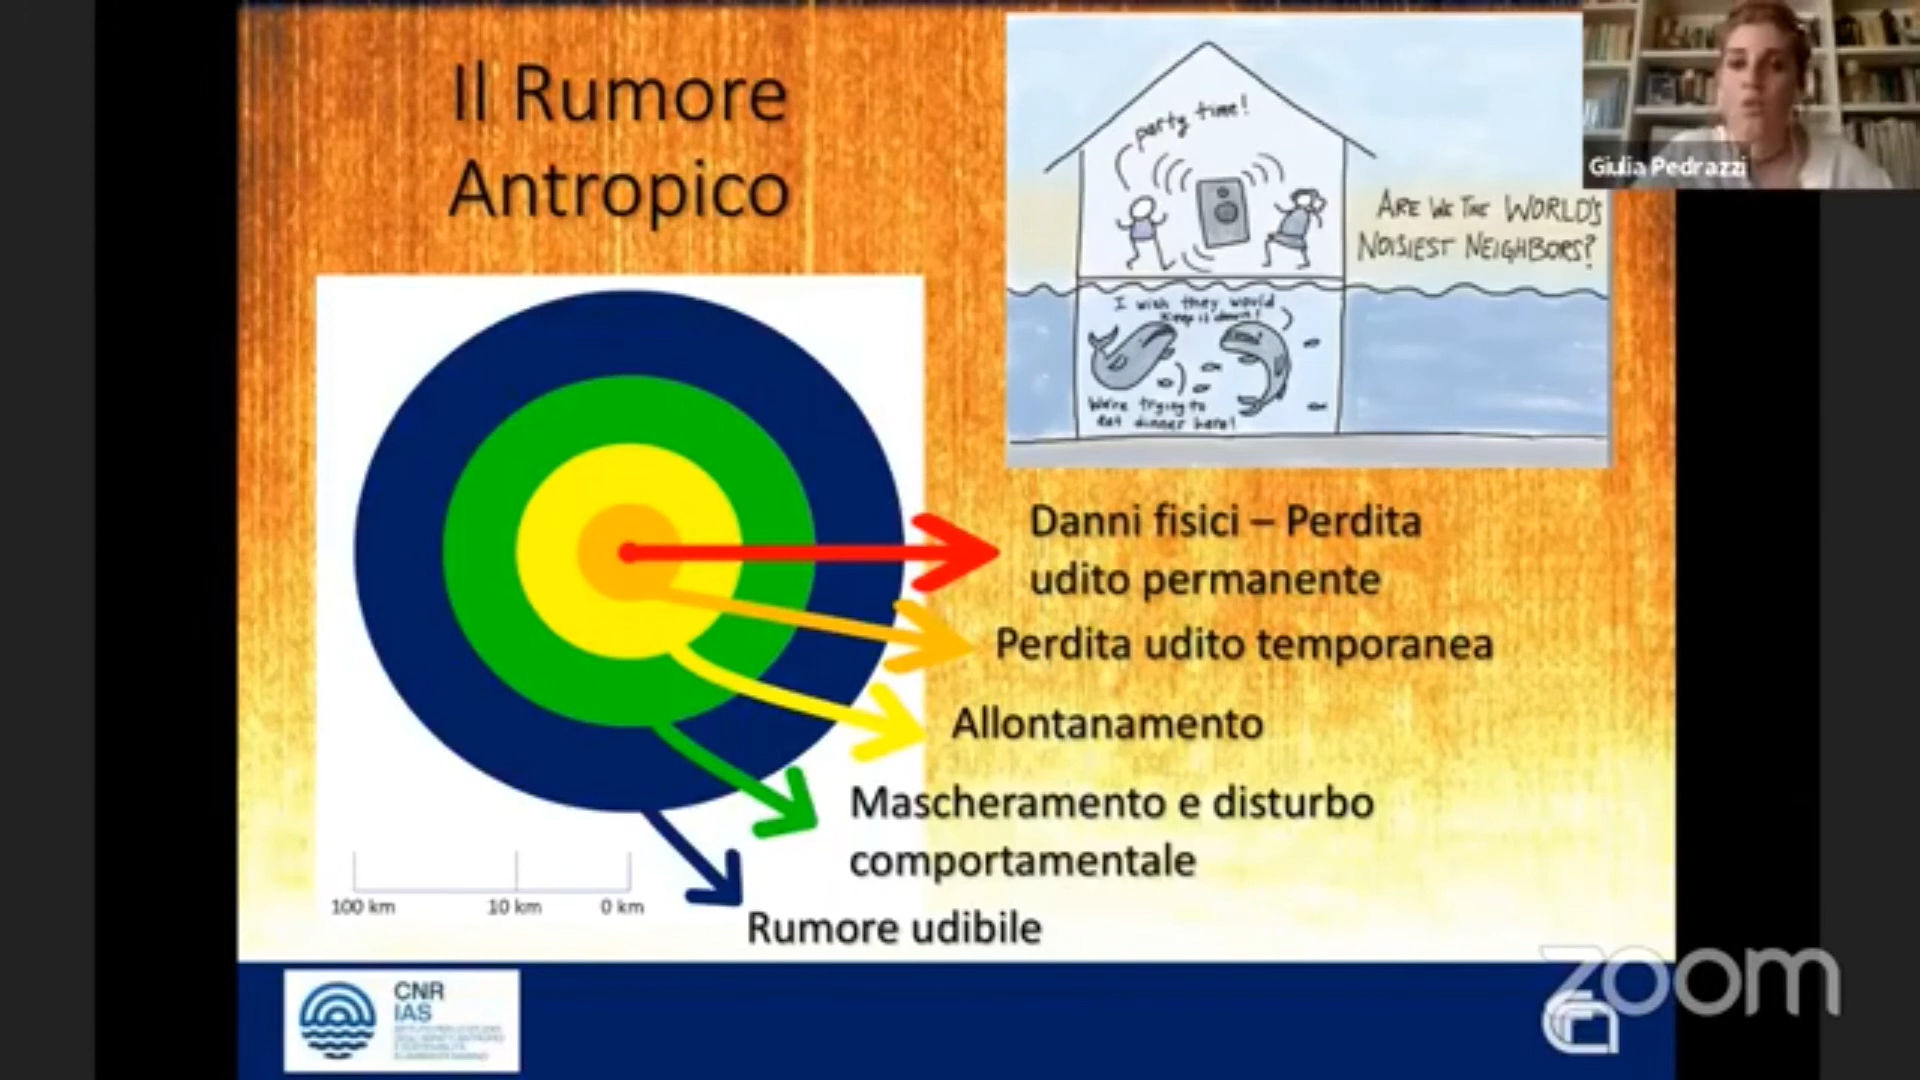 Il Rumore
Antropico
party time!
ARE WE THE WORLD'S
NOISIEST NEIGHBORS?
I wish they would
keep it down!
We're trying to
eat dinner here!
Giulia Pedrazzi
Danni fisici – Perdita
udito permanente
Perdita udito temporanea
Allontanamento
Mascheramento e disturbo
comportamentale
Rumore udibile
100 km
10 km
0 km
CNR
IAS
zoom